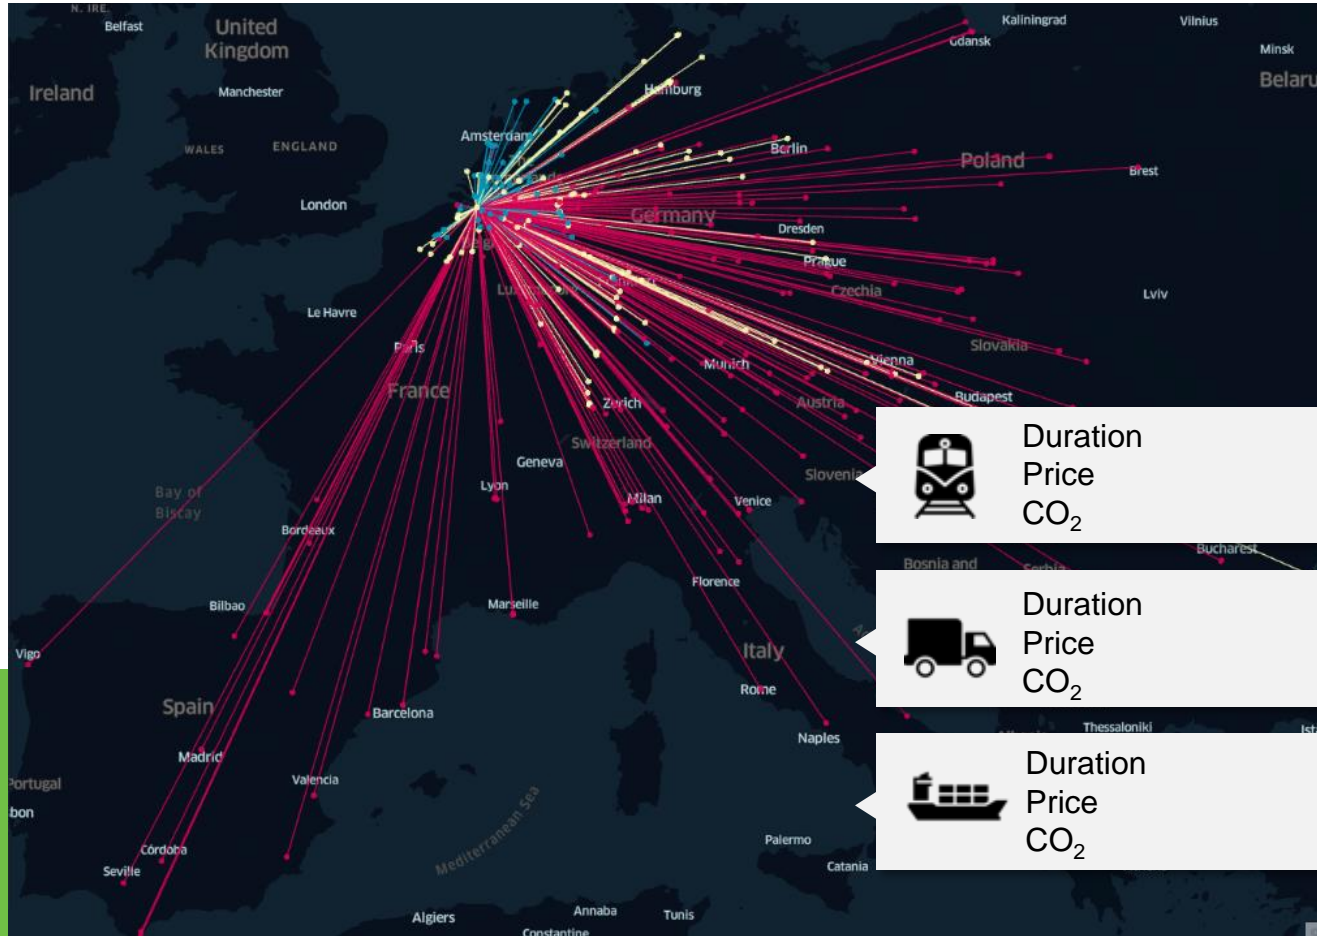 N. IRE.
Belfast
United
Kingdom
Kaliningrad
Vilnius
Gdansk
Minsk
Ireland
Manchester
Hamburg
Belaru
Amsterdam
WALES
ENGLAND
Berlin
Poland
Brest
London
Germany
Dresden
Prague
Czechia
Lviv
Le Havre
Paris
Slovakia
Munich
Vienna
France
Budapest
Zurich
Austria
Switzerland
Geneva
Slovenia
Lyon
Milan
Venice
Bay of
Biscay
Bordeaux
Duration
Price
CO₂
Bucharest
Bosnia and
Serbia
Florence
Bilbao
Marseille
Duration
Price
CO₂
Vigo
Italy
Rome
Spain
Barcelona
Naples
Thessaloniki
Ist
Madrid
Valencia
Portugal
bon
Mediterranean Sea
Duration
Price
CO₂
Palermo
Catania
Córdoba
Seville
Algiers
Annaba
Tunis
Constantine